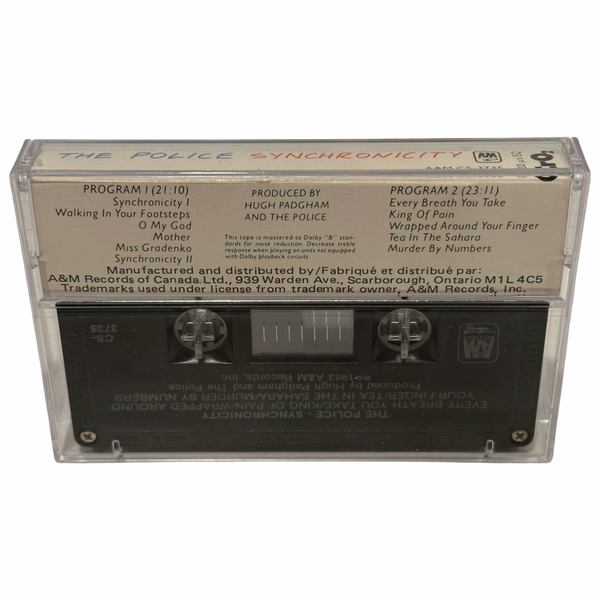 THE POLICE SYNCHRONICITY
A&M
A&M CS-3735
PROGRAM 1 (21:10)
Synchronicity I
Walking In Your Footsteps
O My God
Mother
Miss Gradenko
Synchronicity II
PRODUCED BY
HUGH PADGHAM
AND THE POLICE
This tape is mastered to Dolby "B" stan-
dards for noise reduction. Decrease treble
response when playing on units not equipped
with Dolby playback circuits.
PROGRAM 2 (23:11)
Every Breath You Take
King Of Pain
Wrapped Around Your Finger
Tea In The Sahara
Murder By Numbers
Manufactured and distributed by/Fabriqué et distribué par:
A&M Records of Canada Ltd., 939 Warden Ave., Scarborough, Ontario M1L 4C5
Trademarks used under license from trademark owner, A&M Records, Inc.
THE POLICE - SYNCHRONICITY
EVERY BREATH YOU TAKE/KING OF PAIN/WRAPPED AROUND
YOUR FINGER/TEA IN THE SAHARA/MURDER BY NUMBERS
Produced by Hugh Padgham and The Police
℗©1983 A&M Records, Inc.
CS-
3735
A&M